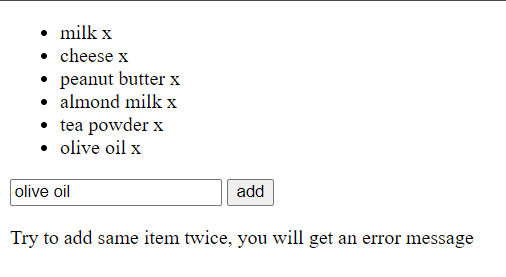 milk x
cheese x
peanut butter x
almond milk x
tea powder x
olive oil x
olive oil add
Try to add same item twice, you will get an error message